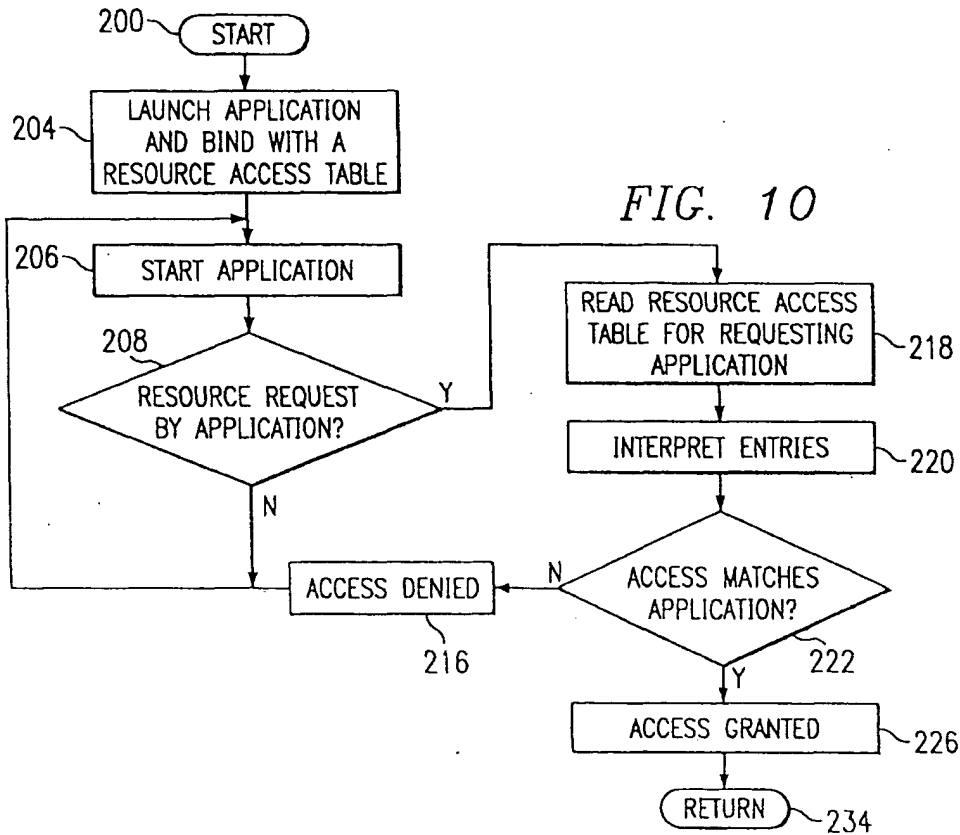 200
START
204
LAUNCH APPLICATION
AND BIND WITH A
RESOURCE ACCESS TABLE
FIG. 10
206
START APPLICATION
READ RESOURCE ACCESS
TABLE FOR REQUESTING
APPLICATION
218
208
RESOURCE REQUEST
BY APPLICATION?
Y
N
INTERPRET ENTRIES
220
ACCESS MATCHES
APPLICATION?
222
N
Y
ACCESS DENIED
216
ACCESS GRANTED
226
RETURN
234